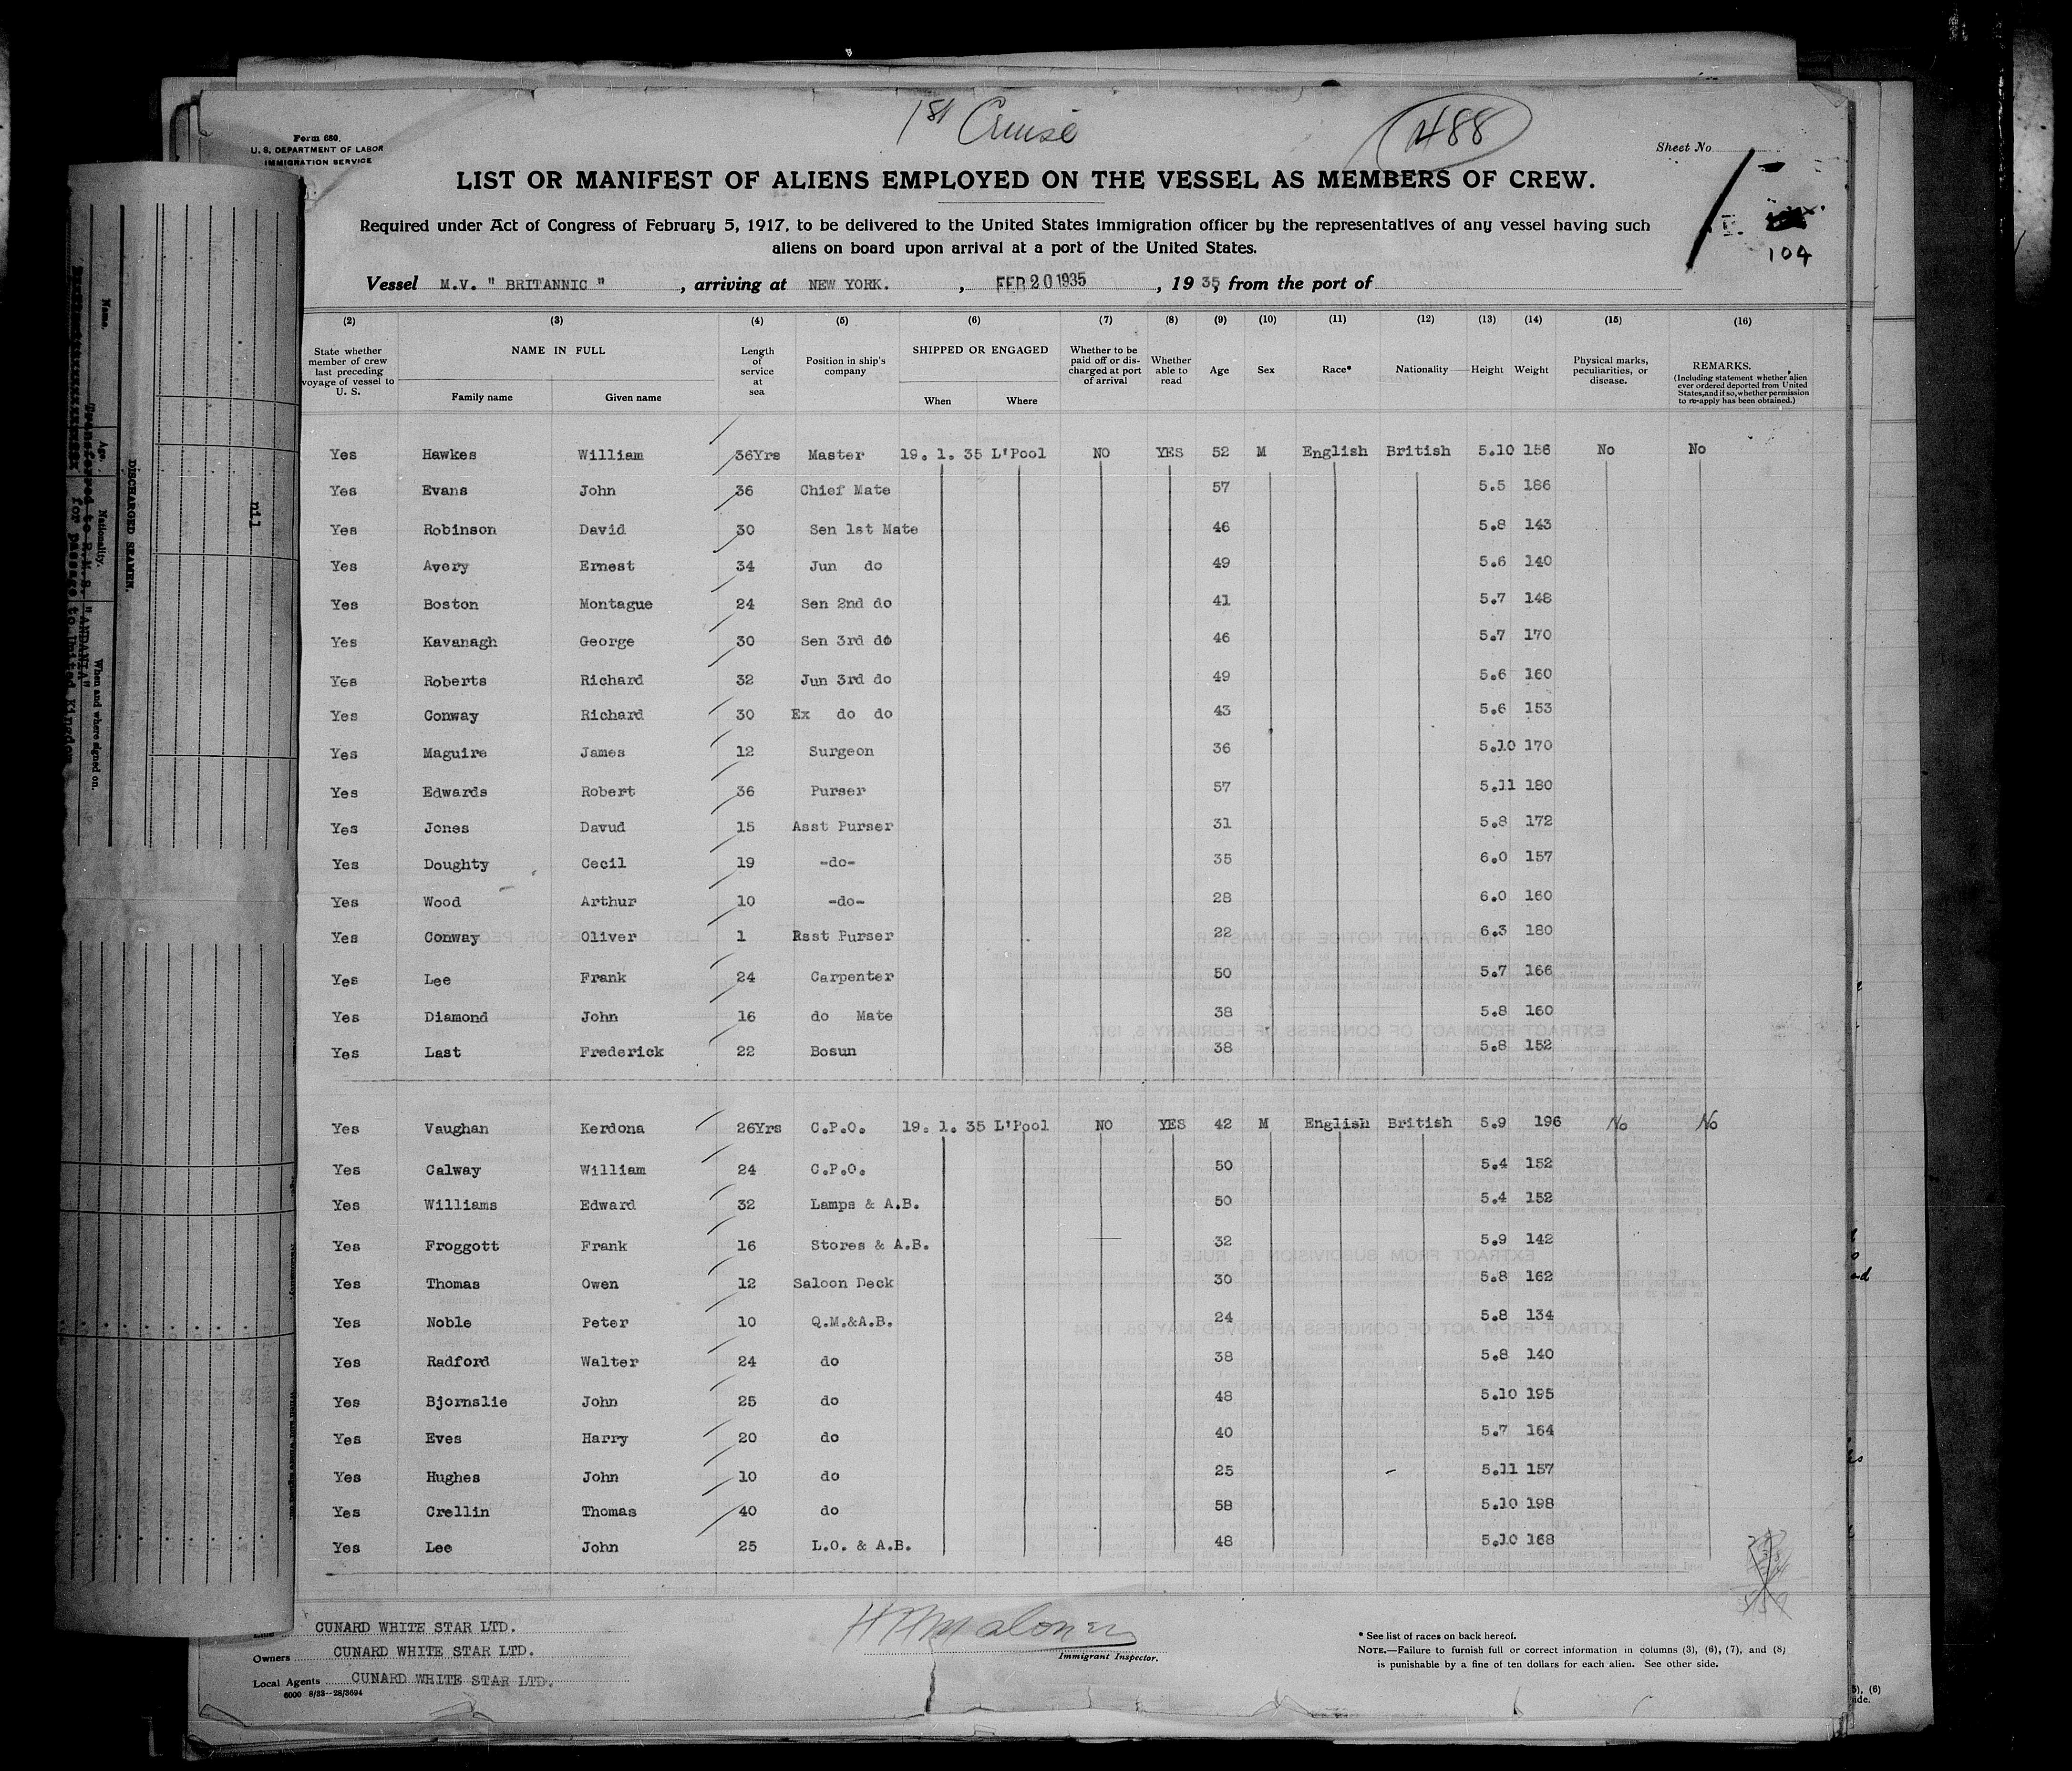 1st Cruise
488
Form 680.
U. S. DEPARTMENT OF LABOR
IMMIGRATION SERVICE
Sheet No
LIST OR MANIFEST OF ALIENS EMPLOYED ON THE VESSEL AS MEMBERS OF CREW.
Required under Act of Congress of February 5, 1917, to be delivered to the United States immigration officer by the representatives of any vessel having such
aliens on board upon arrival at a port of the United States.
104
Vessel M.V. " BRITANNIC " , arriving at NEW YORK. , FEB 20 1935 , 19 35, from the port of
(2) (3) (4) (5) (6) (7) (8) (9) (10) (11) (12) (13) (14) (15) (16)
State whether member of crew last preceding voyage of vessel to U. S.
NAME IN FULL
Family name Given name
Length of service at sea
Position in ship's company
SHIPPED OR ENGAGED
When Where
Whether to be paid off or discharged at port of arrival
Whether able to read
Age Sex Race* Nationality Height Weight
Physical marks, peculiarities, or disease.
REMARKS.
(Including statement whether alien ever ordered deported from United States, and if so, whether permission to re-apply has been obtained.)
Yes Hawkes William 36Yrs Master 19. 1. 35 L'Pool NO YES 52 M English British 5.10 156 No No
Yes Evans John 36 Chief Mate 57 5.5 186
Yes Robinson David 30 Sen 1st Mate 46 5.8 143
Yes Avery Ernest 34 Jun do 49 5.6 140
Yes Boston Montague 24 Sen 2nd do 41 5.7 148
Yes Kavanagh George 30 Sen 3rd do 46 5.7 170
Yes Roberts Richard 32 Jun 3rd do 49 5.6 160
Yes Conway Richard 30 Ex do do 43 5.6 153
Yes Maguire James 12 Surgeon 36 5.10 170
Yes Edwards Robert 36 Purser 57 5.11 180
Yes Jones Davud 15 Asst Purser 31 5.8 172
Yes Doughty Cecil 19 -do- 35 6.0 157
Yes Wood Arthur 10 -do- 28 6.0 160
Yes Conway Oliver 1 Rsst Purser 22 6.3 180
Yes Lee Frank 24 Carpenter 50 5.7 166
Yes Diamond John 16 do Mate 38 5.8 160
Yes Last Frederick 22 Bosun 38 5.8 152
Yes Vaughan Kerdona 26Yrs C.P.O. 19. 1. 35 L'Pool NO YES 42 M English British 5.9 196 No No
Yes Calway William 24 C.P.O. 50 5.4 152
Yes Williams Edward 32 Lamps & A.B. 50 5.4 152
Yes Froggott Frank 16 Stores & A.B. 32 5.9 142
Yes Thomas Owen 12 Saloon Deck 30 5.8 162
Yes Noble Peter 10 Q.M.&A.B. 24 5.8 134
Yes Radford Walter 24 do 38 5.8 140
Yes Bjornslie John 25 do 48 5.10 195
Yes Eves Harry 20 do 40 5.7 164
Yes Hughes John 10 do 25 5.11 157
Yes Crellin Thomas 40 do 58 5.10 198
Yes Lee John 25 L.O. & A.B. 48 5.10 168
CUNARD WHITE STAR LTD.
Owners CUNARD WHITE STAR LTD.
Local Agents CUNARD WHITE STAR LTD.
6000 8/33--28/3694
Immigrant Inspector.
* See list of races on back hereof.
NOTE.—Failure to furnish full or correct information in columns (3), (6), (7), and (8)
is punishable by a fine of ten dollars for each alien. See other side.
DISCHARGED SEAMEN.
Name. Age. Nationality. When and where signed on.
Transferred to R.M.S. "ANDANIA"
for passage to United Kingdom
nil